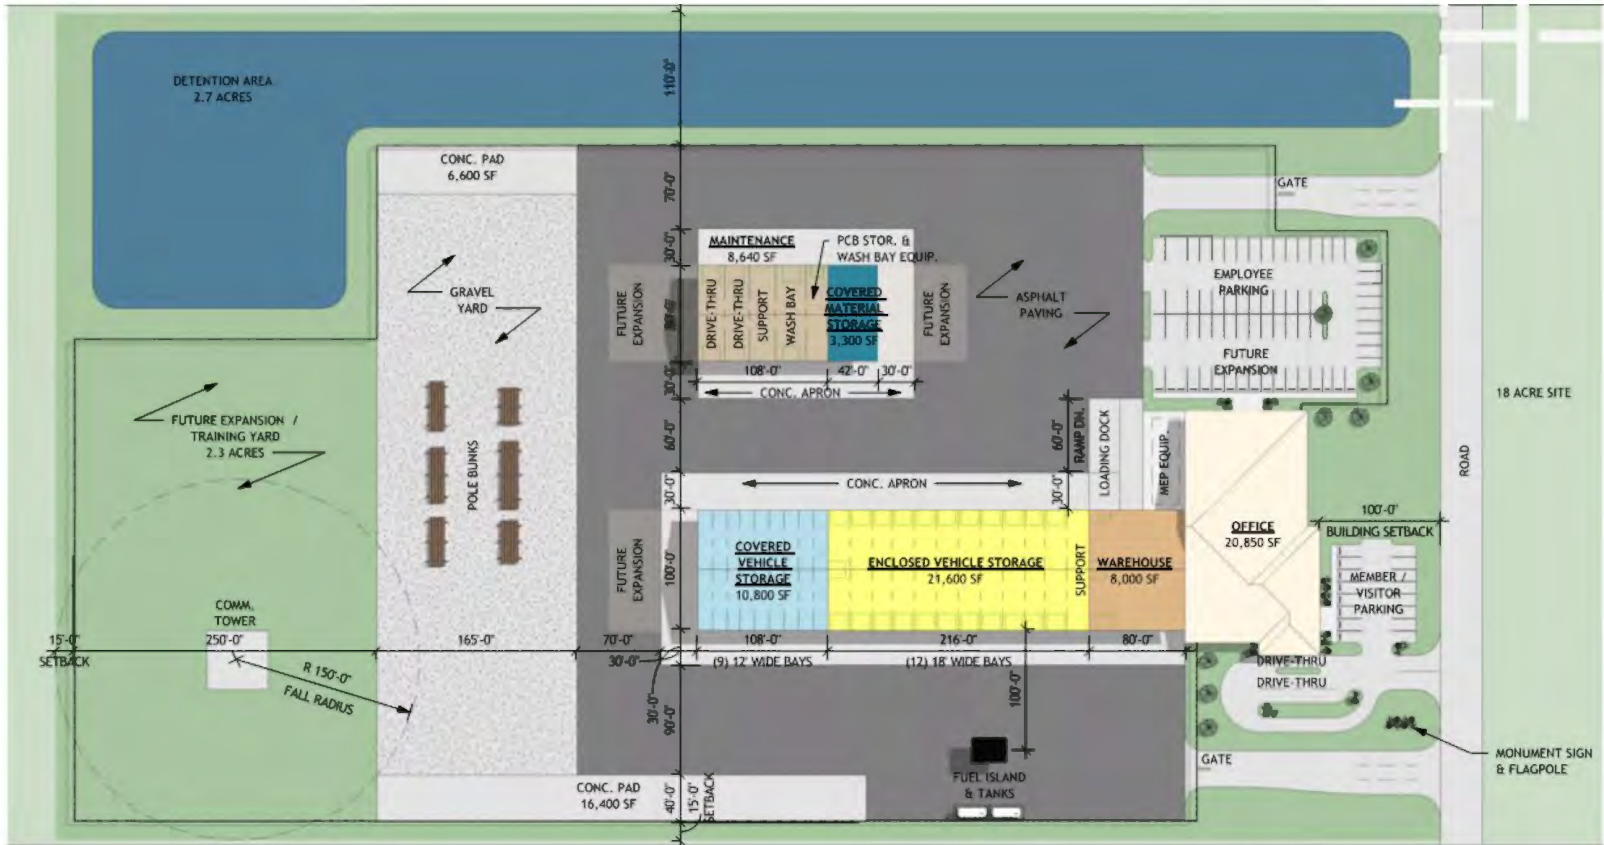 DETENTION AREA
2.7 ACRES
110'-0"
CONC. PAD
6,600 SF
70'-0"
GATE
30'-0"
MAINTENANCE
8,640 SF
PCB STOR. &
WASH BAY EQUIP.
GRAVEL
YARD
FUTURE
EXPANSION
DRIVE-THRU
DRIVE-THRU
SUPPORT
WASH BAY
COVERED
MATERIAL
STORAGE
3,300 SF
FUTURE
EXPANSION
ASPHALT
PAVING
EMPLOYEE
PARKING
FUTURE
EXPANSION
30'-0"
108'-0"
42'-0"
30'-0"
CONC. APRON
18 ACRE SITE
FUTURE EXPANSION /
TRAINING YARD
2.3 ACRES
POLE BUNKS
60'-0"
60'-0"
RAMP DN.
LOADING DOCK
MEP EQUIP.
ROAD
30'-0"
CONC. APRON
30'-0"
100'-0"
BUILDING SETBACK
OFFICE
20,850 SF
FUTURE
EXPANSION
100'-0"
COVERED
VEHICLE
STORAGE
10,800 SF
ENCLOSED VEHICLE STORAGE
21,600 SF
SUPPORT
WAREHOUSE
8,000 SF
MEMBER /
VISITOR
PARKING
COMM.
TOWER
15'-0"
SETBACK
250'-0"
165'-0"
70'-0"
30'-0"
108'-0"
216'-0"
80'-0"
(9) 12' WIDE BAYS
(12) 18' WIDE BAYS
DRIVE-THRU
DRIVE-THRU
R 150'-0"
FALL RADIUS
30'-0"
90'-0"
100'-0"
GATE
MONUMENT SIGN
& FLAGPOLE
FUEL ISLAND
& TANKS
CONC. PAD
16,400 SF
40'-0"
15'-0"
SETBACK